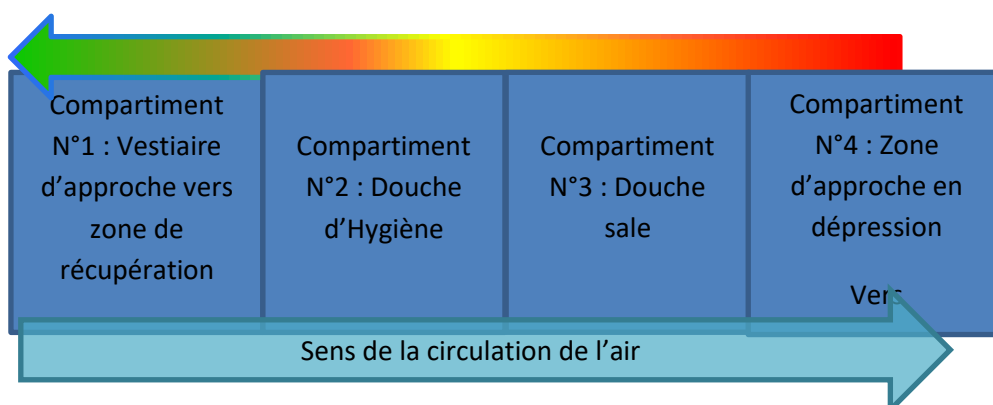 Compartiment
N°1 : Vestiaire
d'approche vers
zone de
récupération
Compartiment
N°2 : Douche
d'Hygiène
Compartiment
N°3 : Douche
sale
Compartiment
N°4 : Zone
d'approche en
dépression
Vers
Sens de la circulation de l'air